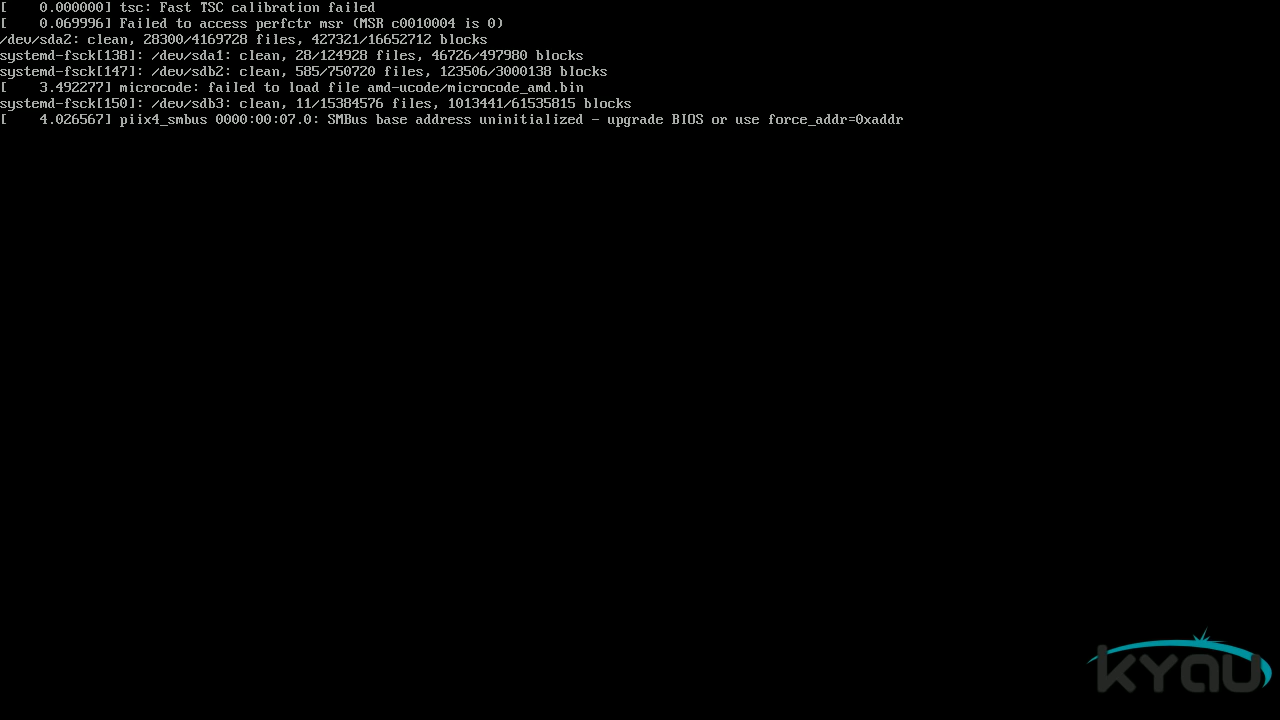 [    0.000000] tsc: Fast TSC calibration failed
[    0.069996] Failed to access perfctr msr (MSR c0010004 is 0)
/dev/sda2: clean, 28300/4169728 files, 427321/16652712 blocks
systemd-fsck[138]: /dev/sda1: clean, 28/124928 files, 46726/497980 blocks
systemd-fsck[147]: /dev/sdb2: clean, 585/750720 files, 123506/3000138 blocks
[    3.492277] microcode: failed to load file amd-ucode/microcode_amd.bin
systemd-fsck[150]: /dev/sdb3: clean, 11/15384576 files, 1013441/61535815 blocks
[    4.026567] piix4_smbus 0000:00:07.0: SMBus base address uninitialized - upgrade BIOS or use force_addr=0xaddr
kyau